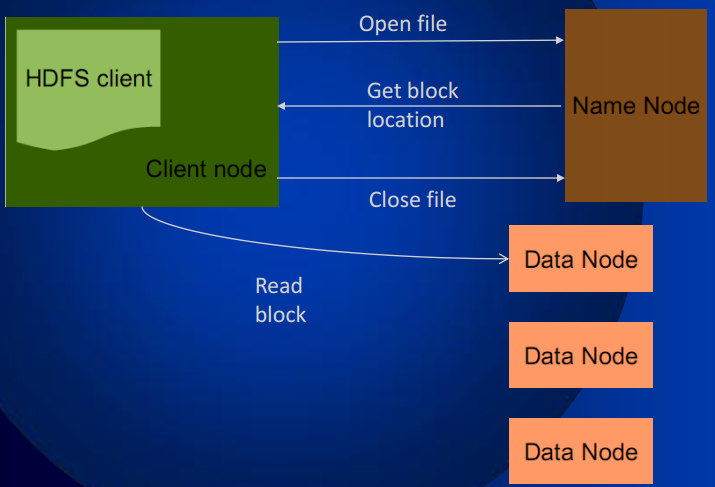 Open file
HDFS client
Get block
location
Name Node
Client node
Close file
Data Node
Read
block
Data Node
Data Node